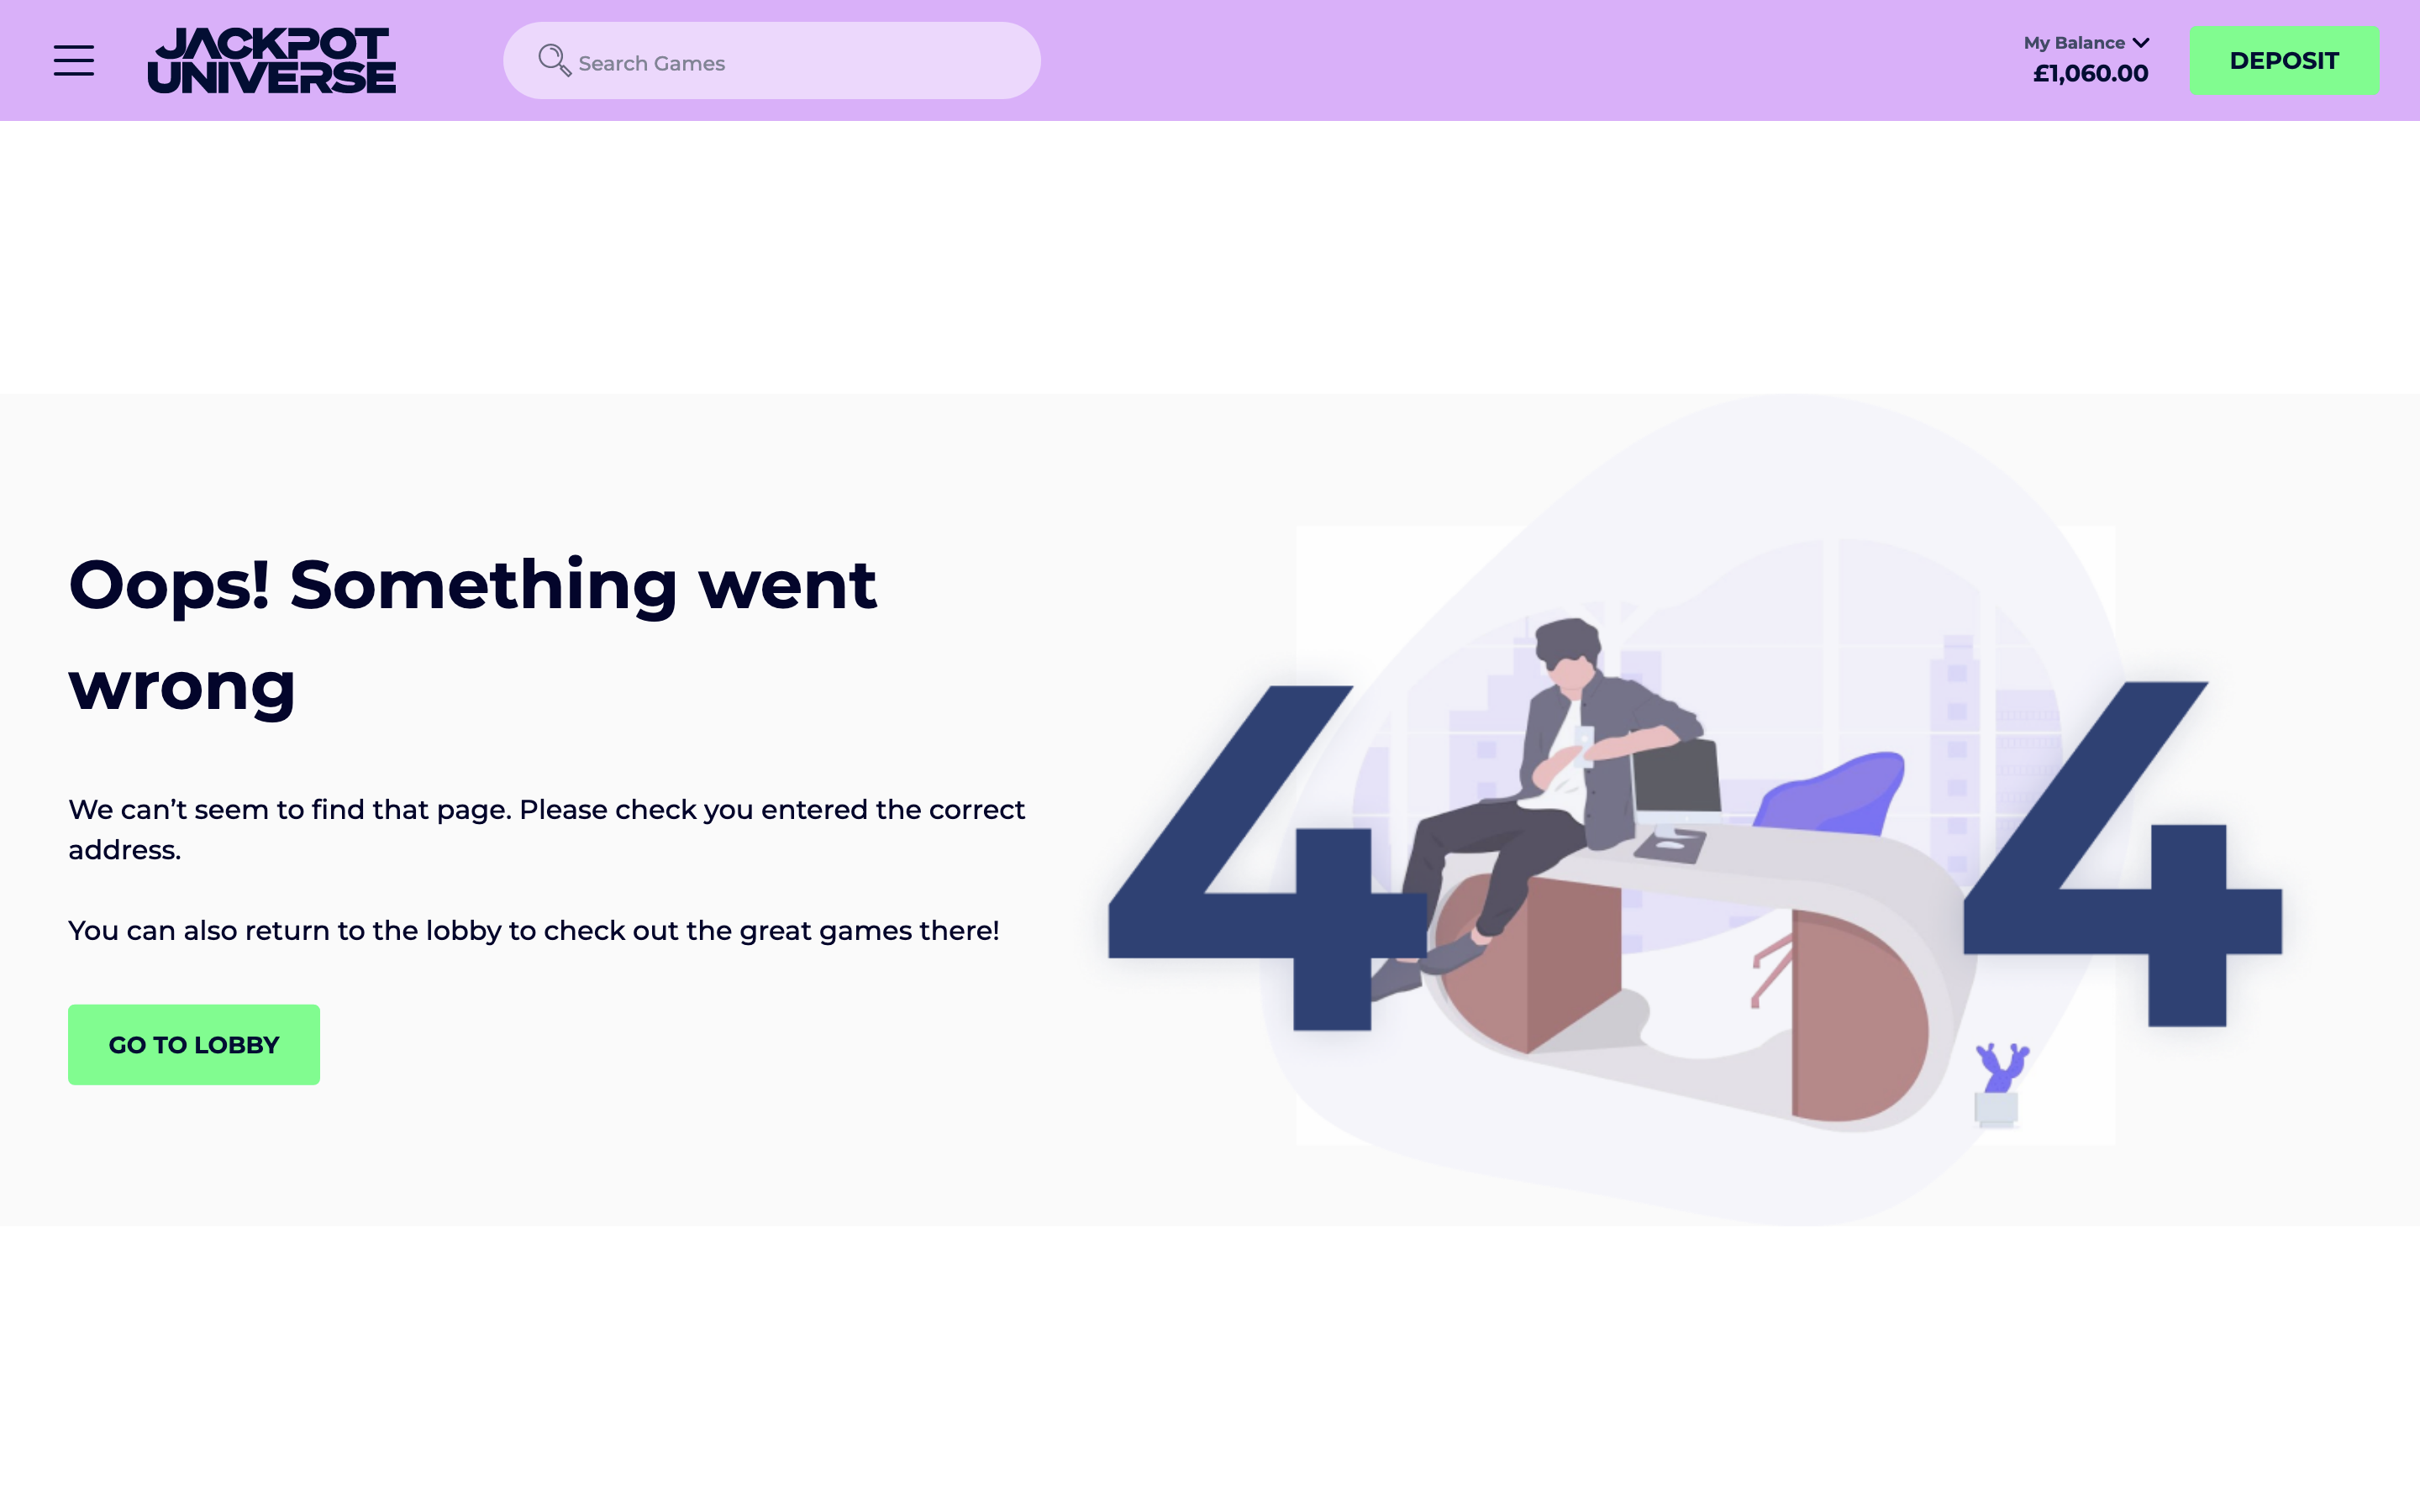 JACKPOT
UNIVERSE
Search Games
My Balance
£1,060.00
DEPOSIT
Oops! Something went
wrong
We can’t seem to find that page. Please check you entered the correct
address.
You can also return to the lobby to check out the great games there!
GO TO LOBBY
4 4